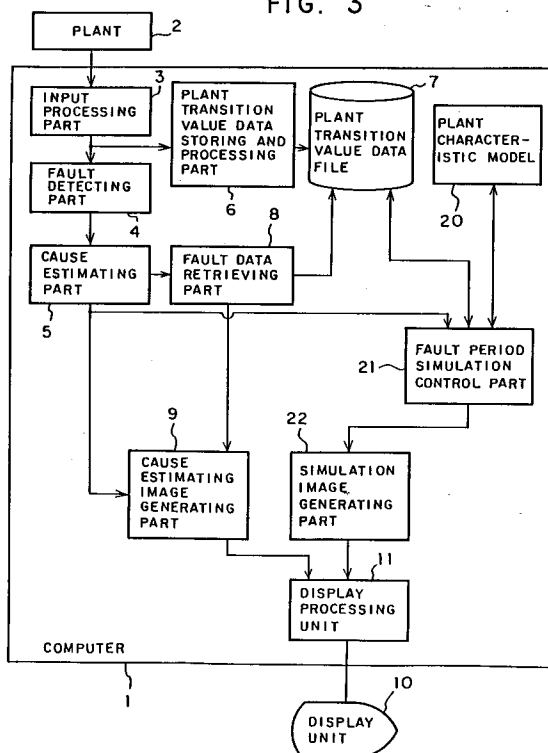 FIG. 3
PLANT
2
3
INPUT
PROCESSING
PART
PLANT
TRANSITION
VALUE DATA
STORING AND
PROCESSING
PART
6
7
PLANT
TRANSITION
VALUE DATA
FILE
PLANT
CHARACTER-
ISTIC MODEL
20
FAULT
DETECTING
PART
4
8
CAUSE
ESTIMATING
PART
5
FAULT DATA
RETRIEVING
PART
21
FAULT PERIOD
SIMULATION
CONTROL PART
9
CAUSE
ESTIMATING
IMAGE
GENERATING
PART
22
SIMULATION
IMAGE
GENERATING
PART
11
DISPLAY
PROCESSING
UNIT
COMPUTER
1
10
DISPLAY
UNIT